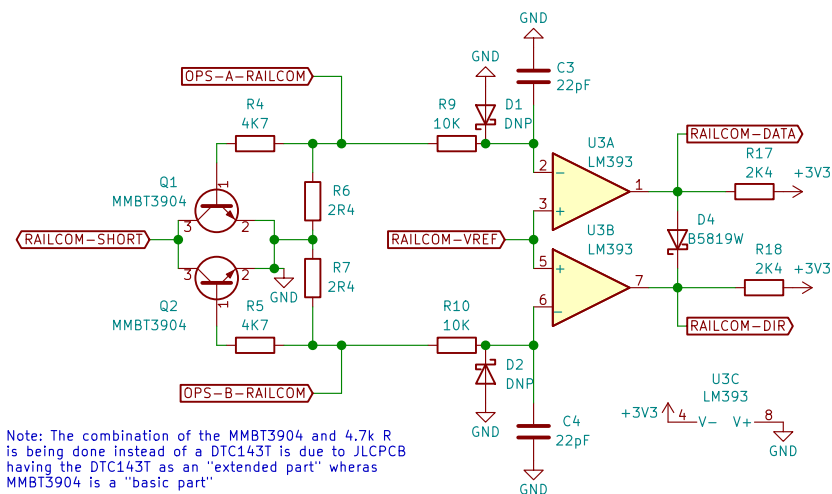 GND
C3
22pF
GND
OPS-A-RAILCOM
R4
4K7
R9
10K
D1
DNP
U3A
LM393
RAILCOM-DATA
R17
2K4
+3V3
2
-
1
3
+
Q1
MMBT3904
1
3
2
R6
2R4
RAILCOM-SHORT
RAILCOM-VREF
U3B
LM393
D4
B5819W
R18
2K4
+3V3
R7
2R4
GND
3
2
1
Q2
MMBT3904
5
+
7
6
-
R5
4K7
R10
10K
RAILCOM-DIR
OPS-B-RAILCOM
D2
DNP
GND
C4
22pF
GND
U3C
LM393
+3V3
4
V-
V+
8
GND
Note: The combination of the MMBT3904 and 4.7k R
is being done instead of a DTC143T is due to JLCPCB
having the DTC143T as an "extended part" wheras
MMBT3904 is a "basic part"